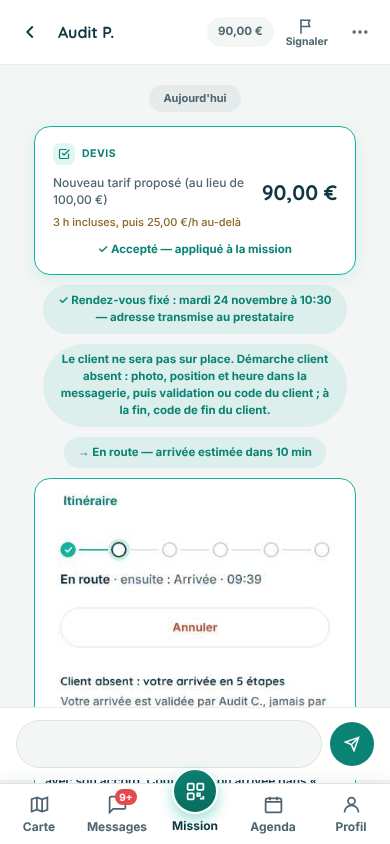 Audit P.
90,00 €
Signaler
Aujourd'hui
DEVIS
Nouveau tarif proposé (au lieu de
100,00 €)
90,00 €
3 h incluses, puis 25,00 €/h au-delà
✓ Accepté — appliqué à la mission
✓ Rendez-vous fixé : mardi 24 novembre à 10:30
— adresse transmise au prestataire
Le client ne sera pas sur place. Démarche client
absent : photo, position et heure dans la
messagerie, puis validation ou code du client ; à
la fin, code de fin du client.
→ En route — arrivée estimée dans 10 min
Itinéraire
En route · ensuite : Arrivée · 09:39
Annuler
Client absent : votre arrivée en 5 étapes
Votre arrivée est validée par Audit C., jamais par
9+
Carte
Messages
Mission
Agenda
Profil